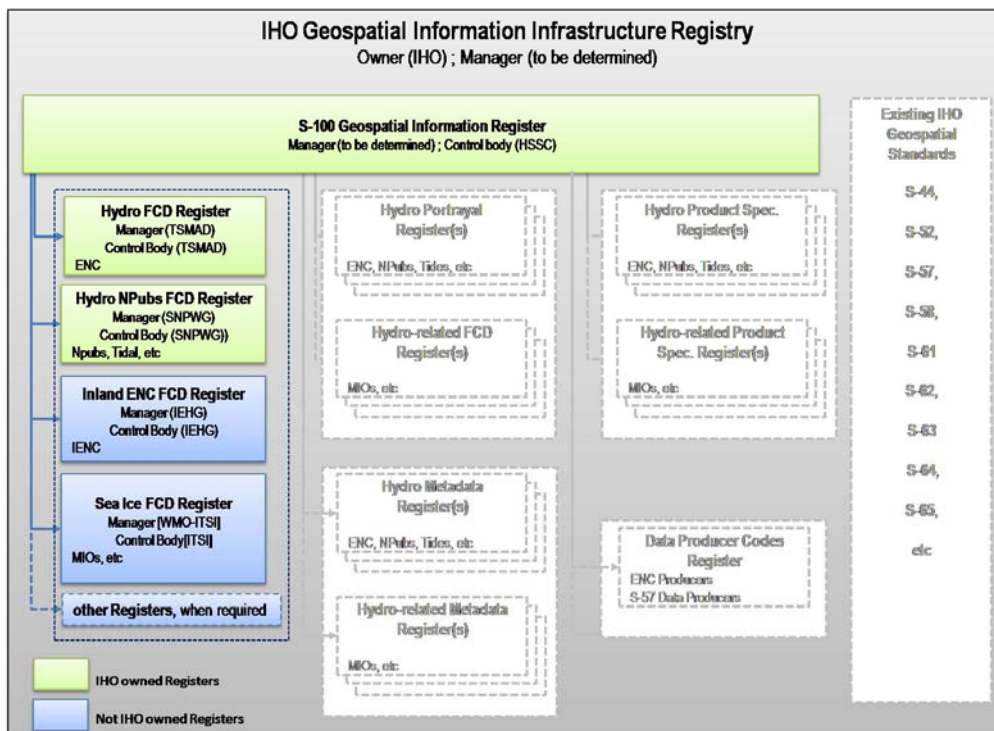 IHO Geospatial Information Infrastructure Registry
Owner (IHO) ; Manager (to be determined)
S-100 Geospatial Information Register
Manager (to be determined) ; Control body (HSSC)
Hydro FCD Register
Manager (TSMAD)
Control Body (TSMAD)
ENC
Hydro NPubs FCD Register
Manager (SNPWG)
Control Body (SNPWG))
Npubs, Tidal, etc
Inland ENC FCD Register
Manager (IEHG)
Control Body (IEHG)
IENC
Sea Ice FCD Register
Manager [WMO-ITSI]
Control Body[ITSI]
MIOs, etc
other Registers, when required
Hydro Portrayal
Register(s)
ENC, NPubs, Tides, etc
Hydro-related FCD
Register(s)
MIOs, etc
Hydro Metadata
Register(s)
ENC, NPubs, Tides, etc
Hydro-related Metadata
Register(s)
MIOs, etc
Hydro Product Spec.
Register(s)
ENC, NPubs, Tides, etc
Hydro-related Product
Spec. Register(s)
MIOs, etc
Data Producer Codes
Register
ENC Producers
S-57 Data Producers
Existing IHO
Geospatial
Standards
S-44,
S-52,
S-57,
S-58,
S-61
S-62,
S-63
S-64,
S-65,
etc
IHO owned Registers
Not IHO owned Registers